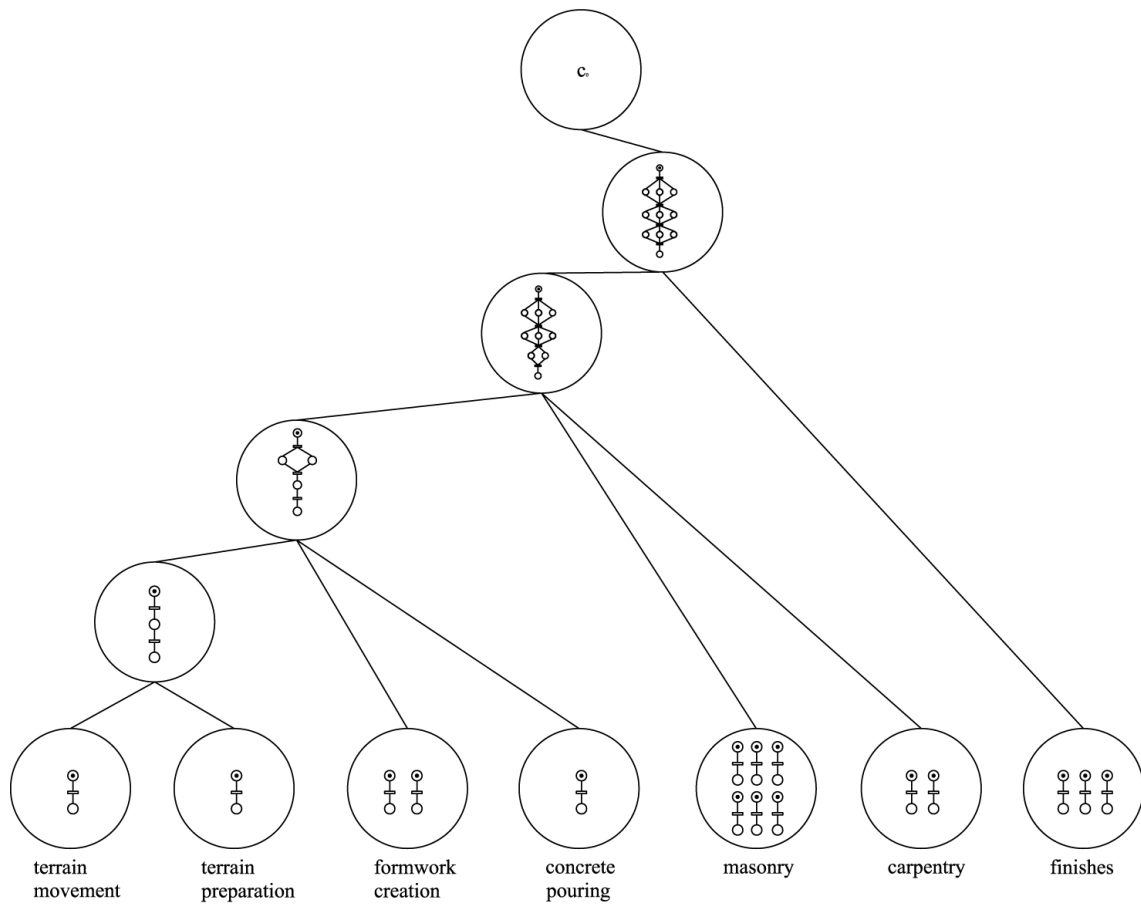 c₀
terrain
movement
terrain
preparation
formwork
creation
concrete
pouring
masonry
carpentry
finishes